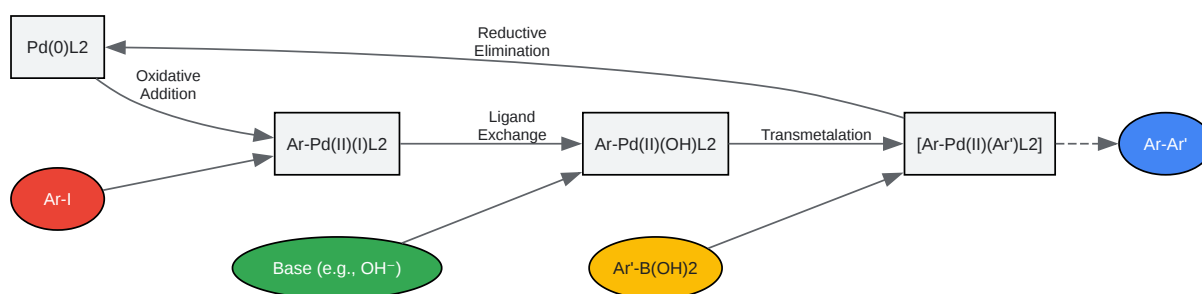 Pd(0)L2
Reductive
Elimination
Oxidative
Addition
Ar-Pd(II)(I)L2
Ligand
Exchange
Ar-Pd(II)(OH)L2
Transmetalation
[Ar-Pd(II)(Ar')L2]
Ar-Ar'
Ar-I
Base (e.g., OH⁻)
Ar'-B(OH)2